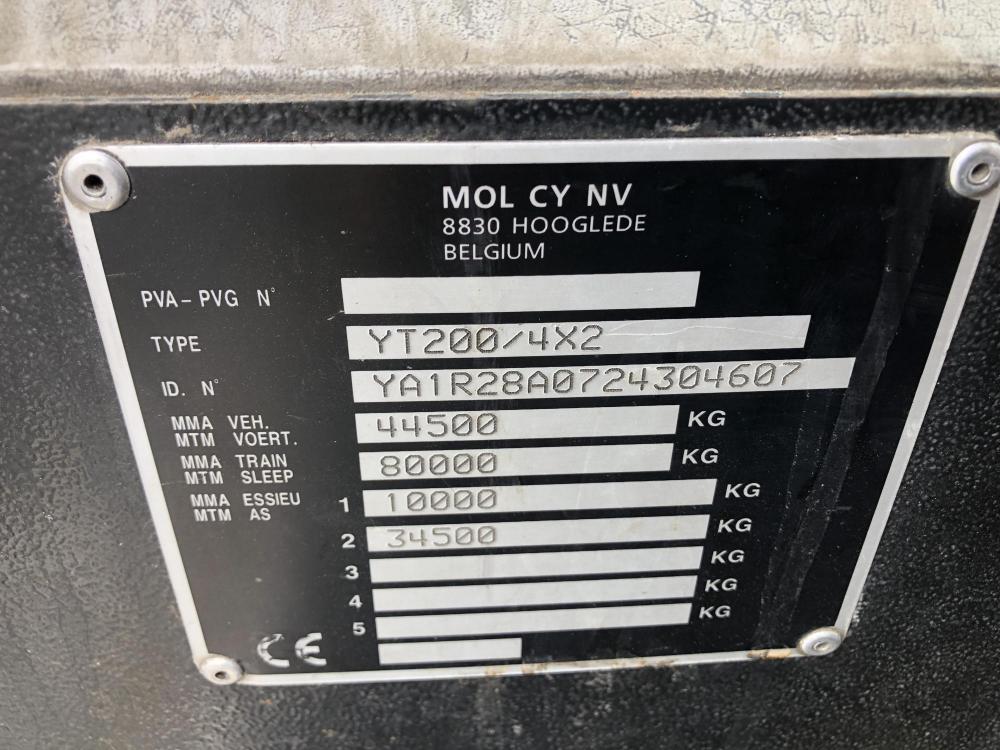 MOL CY NV
8830 HOOGLEDE
BELGIUM
PVA - PVG N°
TYPE YT200/4X2
ID. N° YA1R28A0724304607
MMA VEH.
MTM VOERT. 44500 KG
MMA TRAIN
MTM SLEEP 80000 KG
MMA ESSIEU
MTM AS 1 10000 KG
2 34500 KG
3 KG
4 KG
5 KG
CE